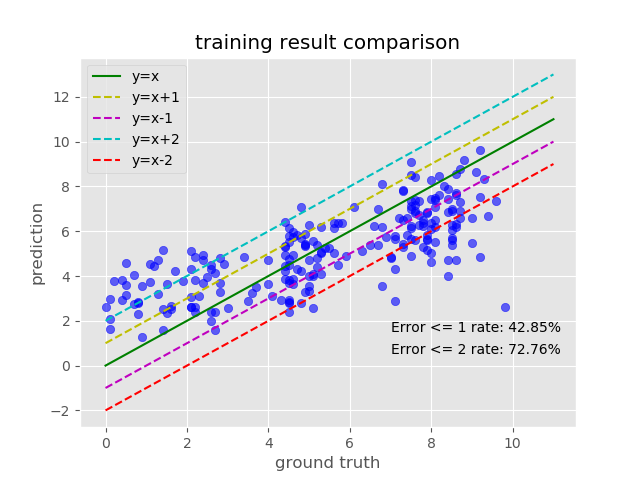 training result comparison
y=x
y=x+1
y=x-1
y=x+2
y=x-2
12
10
8
6
4
2
0
−2
prediction
Error <= 1 rate: 42.85%
Error <= 2 rate: 72.76%
0 2 4 6 8 10
ground truth